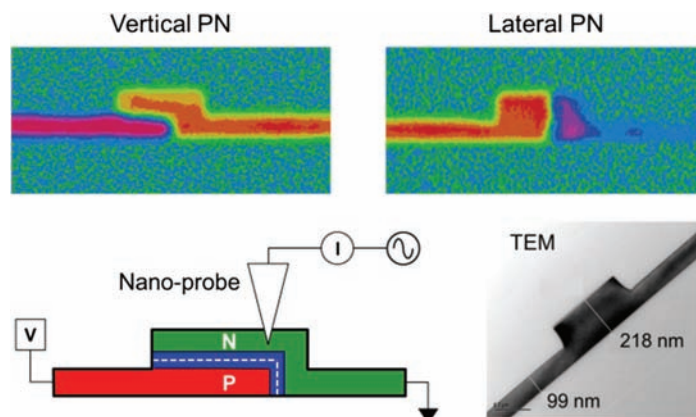 Vertical PN
Lateral PN
Nano-probe
I
V
N
P
TEM
218 nm
99 nm